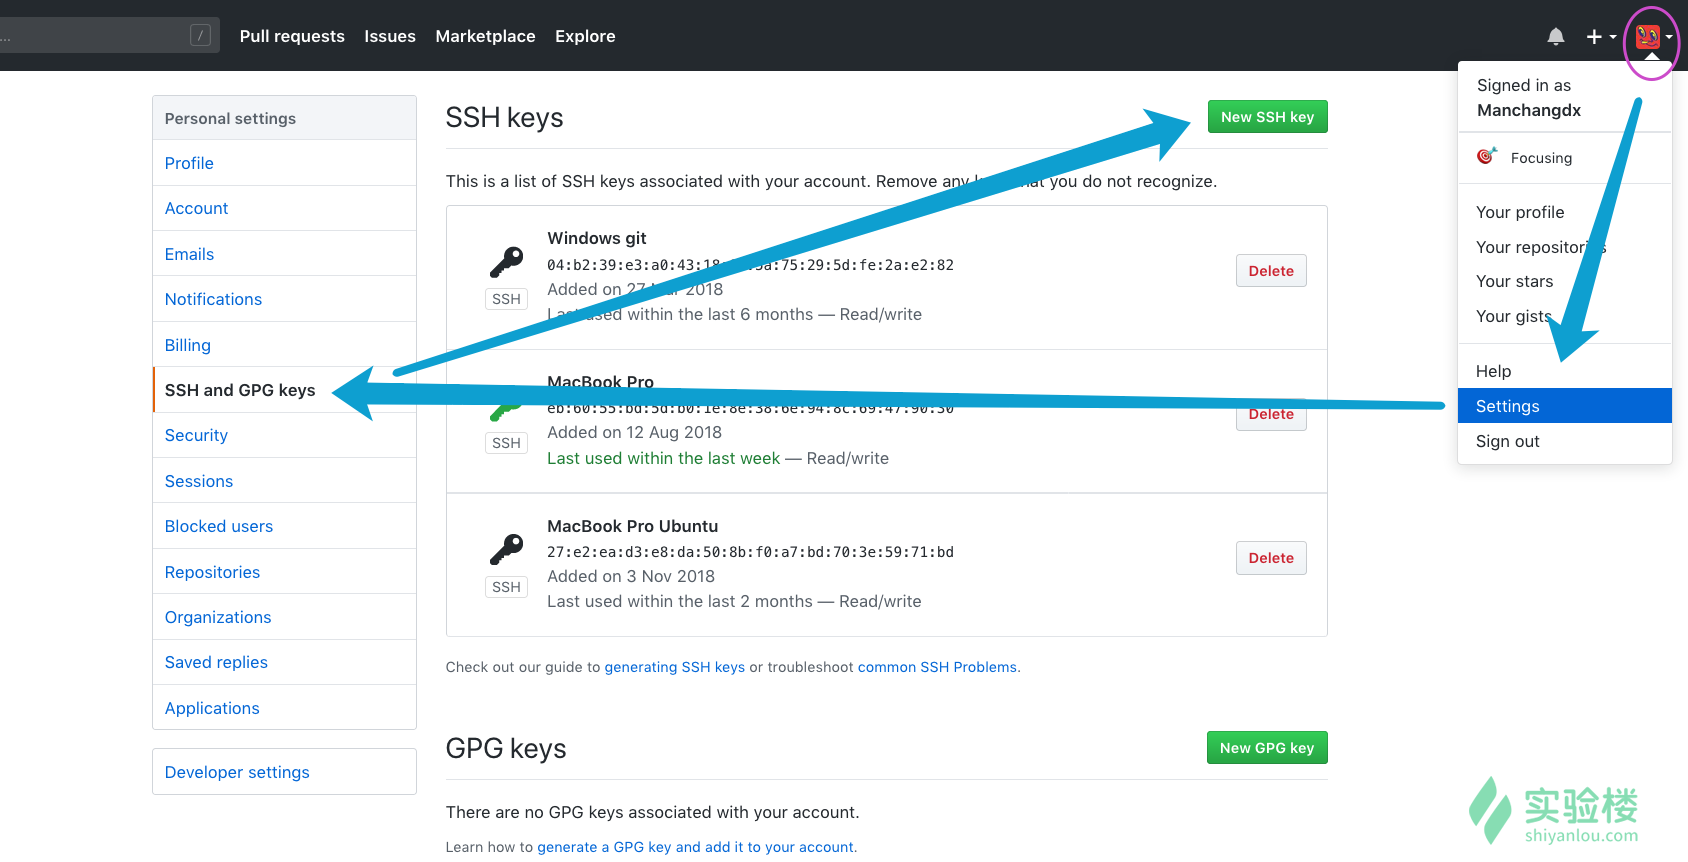 ... /
Pull requests Issues Marketplace Explore
Signed in as
Manchangdx
Focusing
Your profile
Your repositories
Your stars
Your gists
Help
Settings
Sign out
Personal settings
Profile
Account
Emails
Notifications
Billing
SSH and GPG keys
Security
Sessions
Blocked users
Repositories
Organizations
Saved replies
Applications
Developer settings
SSH keys
New SSH key
This is a list of SSH keys associated with your account. Remove any that you do not recognize.
Windows git
04:b2:39:e3:a0:43:18: :75:29:5d:fe:2a:e2:82
SSH
Added on 27 Mar 2018
Last used within the last 6 months — Read/write
Delete
MacBook Pro
eb:60:55:bd:5d:b0:1e:8e:38:6e:94:8c:69:47:90:30
SSH
Added on 12 Aug 2018
Last used within the last week — Read/write
Delete
MacBook Pro Ubuntu
27:e2:ea:d3:e8:da:50:8b:f0:a7:bd:70:3e:59:71:bd
SSH
Added on 3 Nov 2018
Last used within the last 2 months — Read/write
Delete
Check out our guide to generating SSH keys or troubleshoot common SSH Problems.
GPG keys
New GPG key
There are no GPG keys associated with your account.
Learn how to generate a GPG key and add it to your account.
实验楼
shiyanlou.com